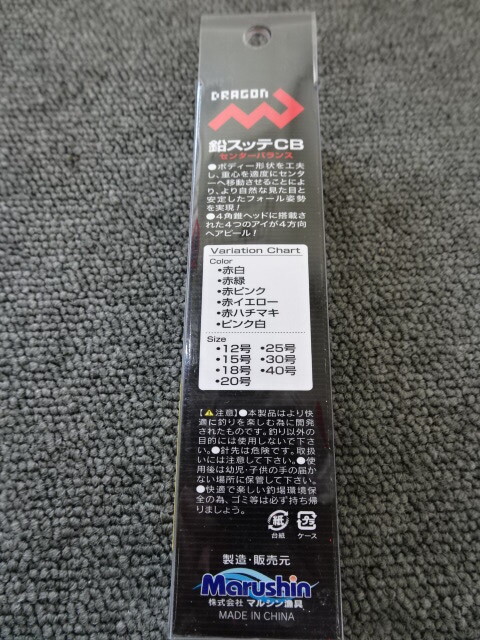 DRAGON
鉛スッテCB
センターバランス
●ボディー形状を工夫
し、重心を適度にセンタ
ーへ移動させることによ
り、より自然な見た目と
安定したフォール姿勢
を実現!
●4角錐ヘッドに搭載さ
れた4つのアイが4方向
へアピール!
Variation Chart
Color
・赤白
・赤緑
・赤ピンク
・赤イエロー
・赤ハチマキ
・ピンク白
Size
・12号 ・25号
・15号 ・30号
・18号 ・40号
・20号
【⚠注意】●本製品はより快
適に釣りを楽しむ為に開発
されたものです。釣り以外の
目的には使用しないで下さ
い。●針先は危険です。取扱
いには注意して下さい。●使
用後は幼児・子供の手の届か
ない場所に保管して下さい。
●快適で楽しい釣場環境保
全の為、ゴミ等は必ず持ち帰
りましょう。
紙 プラ
台紙 ケース
製造・販売元
Marushin
株式会社 マルシン漁具
MADE IN CHINA